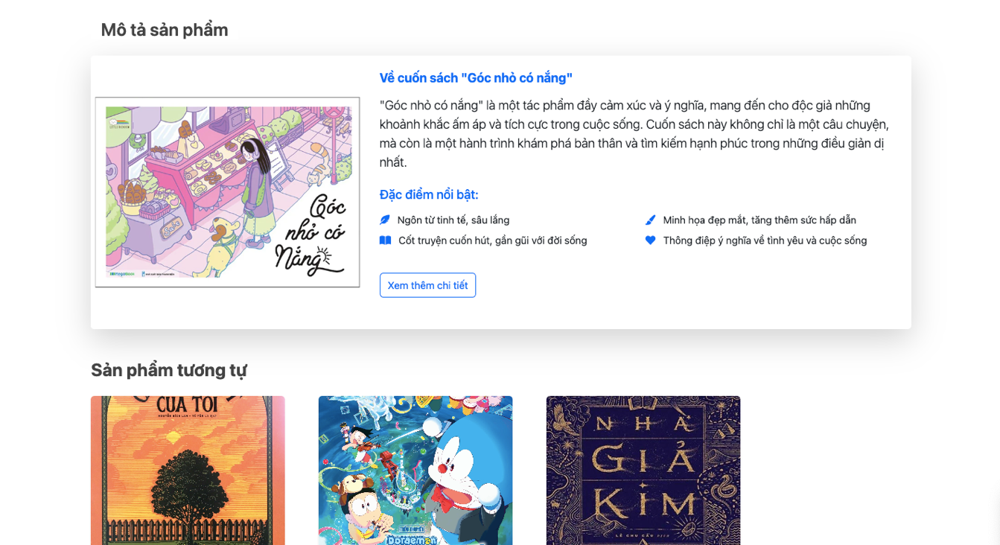 Mô tả sản phẩm
Về cuốn sách "Góc nhỏ có nắng"
"Góc nhỏ có nắng" là một tác phẩm đầy cảm xúc và ý nghĩa, mang đến cho độc giả những
khoảnh khắc ấm áp và tích cực trong cuộc sống. Cuốn sách này không chỉ là một câu chuyện,
mà còn là một hành trình khám phá bản thân và tìm kiếm hạnh phúc trong những điều giản dị
nhất.
Góc
nhỏ có
Nắng
MegaBook
Đặc điểm nổi bật:
Ngôn từ tinh tế, sâu lắng
Minh họa đẹp mắt, tăng thêm sức hấp dẫn
Cốt truyện cuốn hút, gần gũi với đời sống
Thông điệp ý nghĩa về tình yêu và cuộc sống
Xem thêm chi tiết
Sản phẩm tương tự
CỦA TÔI
DORAEMON
NHÀ
GIẢ
KIM
LÊ CHU CẦU DỊCH